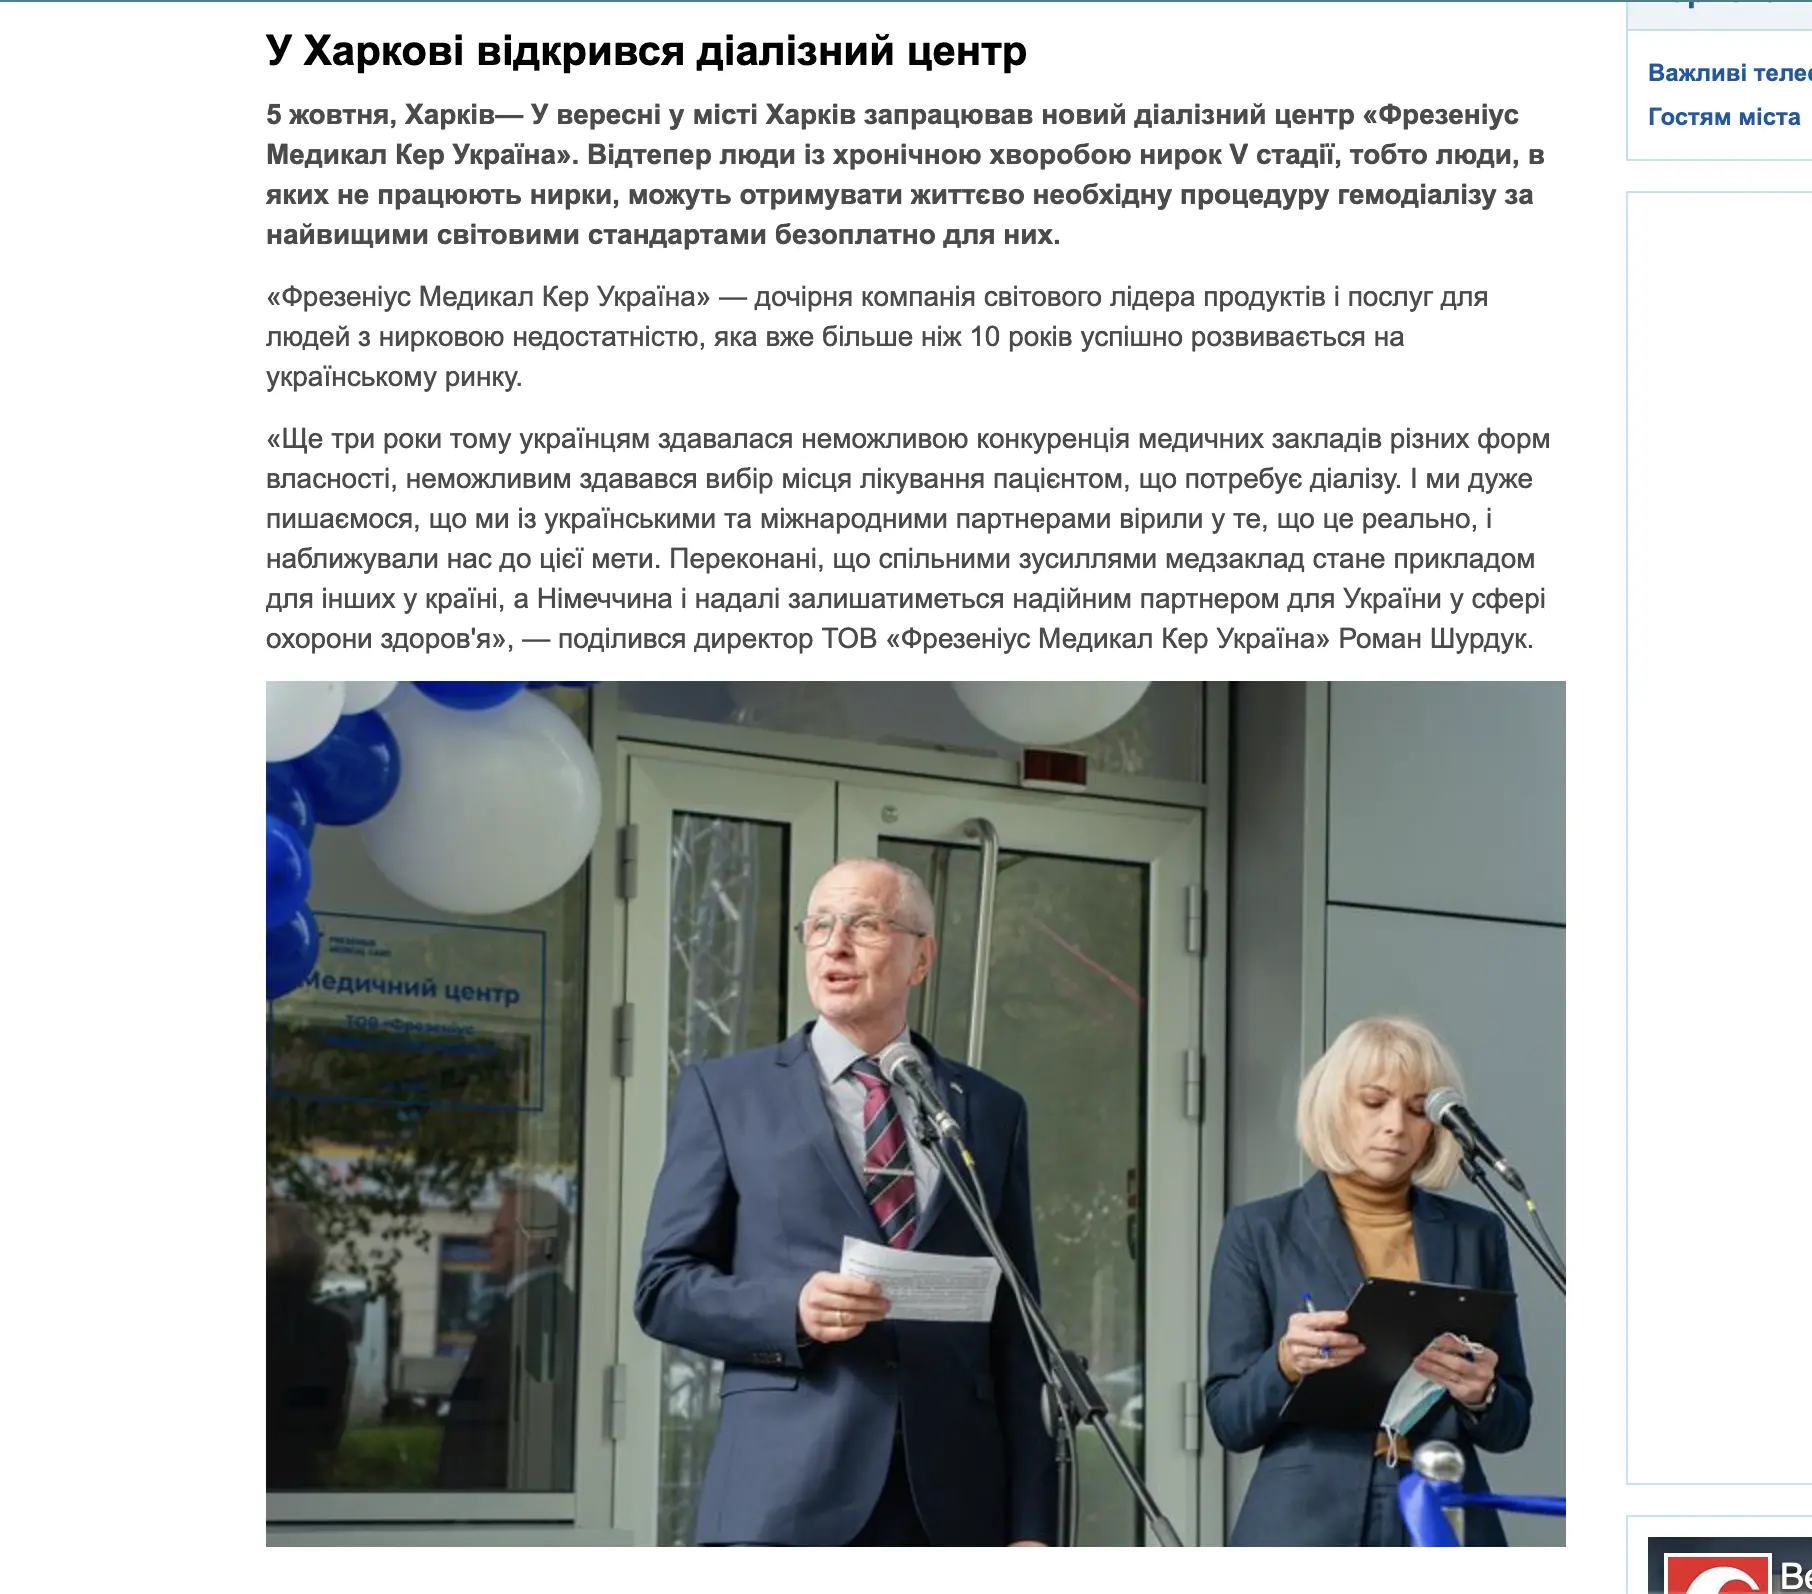 У Харкові відкрився діалізний центр
5 жовтня, Харків— У вересні у місті Харків запрацював новий діалізний центр «Фрезеніус
Медикал Кер Україна». Відтепер люди із хронічною хворобою нирок V стадії, тобто люди, в
яких не працюють нирки, можуть отримувати життєво необхідну процедуру гемодіалізу за
найвищими світовими стандартами безоплатно для них.
«Фрезеніус Медикал Кер Україна» — дочірня компанія світового лідера продуктів і послуг для
людей з нирковою недостатністю, яка вже більше ніж 10 років успішно розвивається на
українському ринку.
«Ще три роки тому українцям здавалася неможливою конкуренція медичних закладів різних форм
власності, неможливим здавався вибір місця лікування пацієнтом, що потребує діалізу. І ми дуже
пишаємося, що ми із українськими та міжнародними партнерами вірили у те, що це реально, і
наближували нас до цієї мети. Переконані, що спільними зусиллями медзаклад стане прикладом
для інших у країні, а Німеччина і надалі залишатиметься надійним партнером для України у сфері
охорони здоров'я», — поділився директор ТОВ «Фрезеніус Медикал Кер Україна» Роман Шурдук.
FRESENIUS
MEDICAL CARE
Медичний центр
ТОВ «Фрезеніус
Важливі
Гостям міста